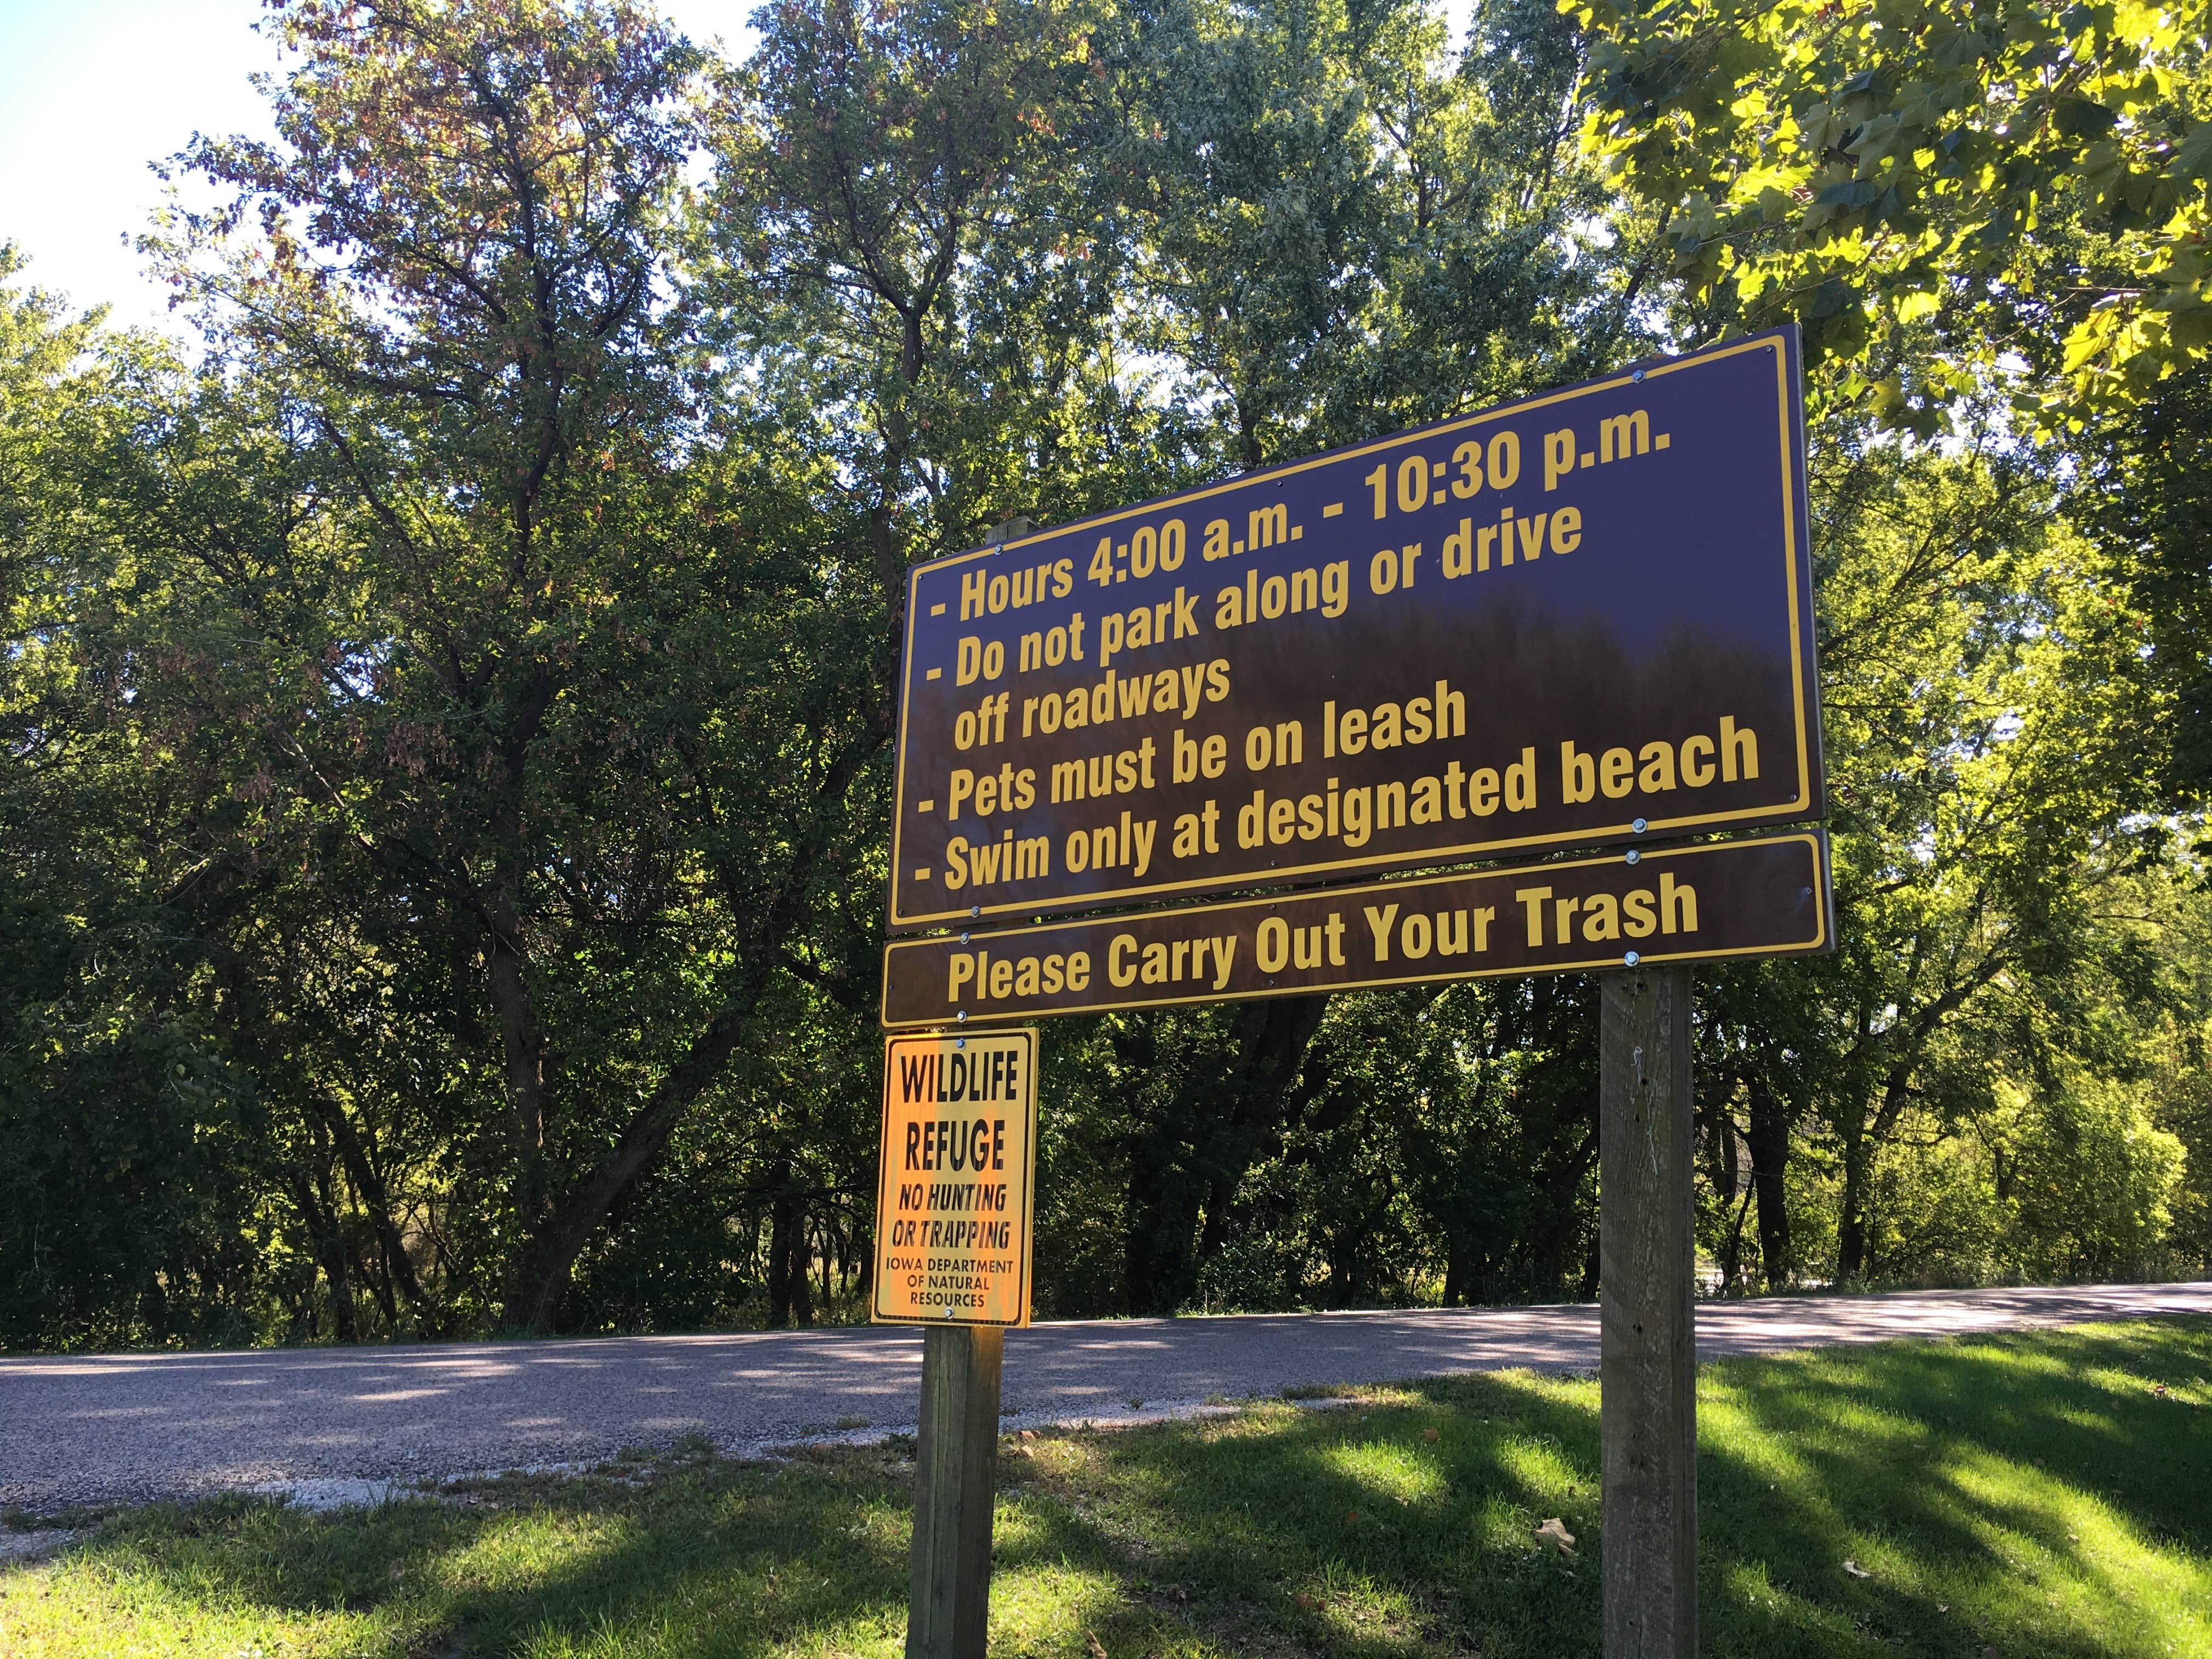 - Hours 4:00 a.m. - 10:30 p.m.
- Do not park along or drive
off roadways
- Pets must be on leash
- Swim only at designated beach
Please Carry Out Your Trash
WILDLIFE
REFUGE
NO HUNTING
OR TRAPPING
IOWA DEPARTMENT
OF NATURAL
RESOURCES